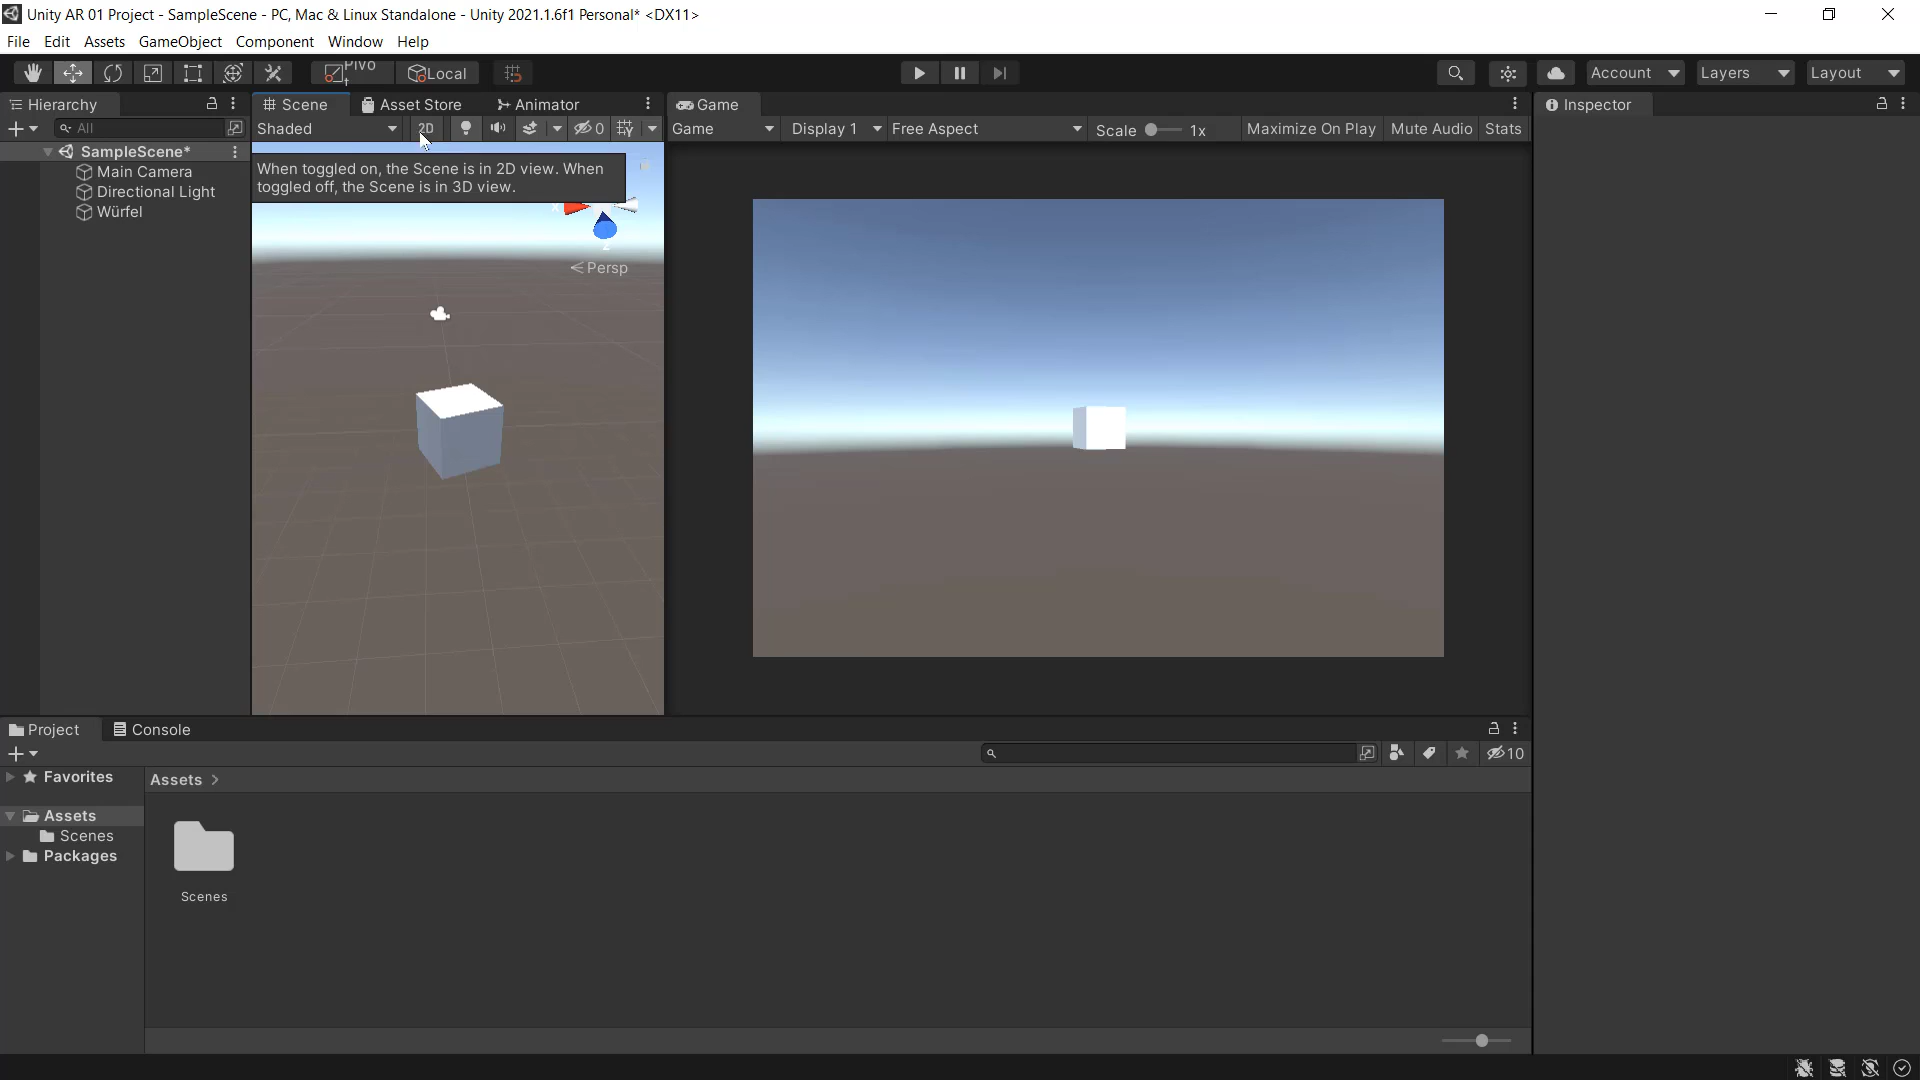 Unity AR 01 Project - SampleScene - PC, Mac & Linux Standalone - Unity 2021.1.6f1 Personal* <DX11>
File Edit Assets GameObject Component Window Help
Pivot
Local
Account
Layers
Layout
Hierarchy
Scene
Asset Store
Animator
Game
Inspector
All
Shaded
2D
0
Game
Display 1
Free Aspect
Scale
1x
Maximize On Play
Mute Audio
Stats
SampleScene*
Main Camera
Directional Light
Würfel
When toggled on, the Scene is in 2D view. When
toggled off, the Scene is in 3D view.
x
z
Persp
Project
Console
10
Favorites
Assets >
Assets
Scenes
Packages
Scenes